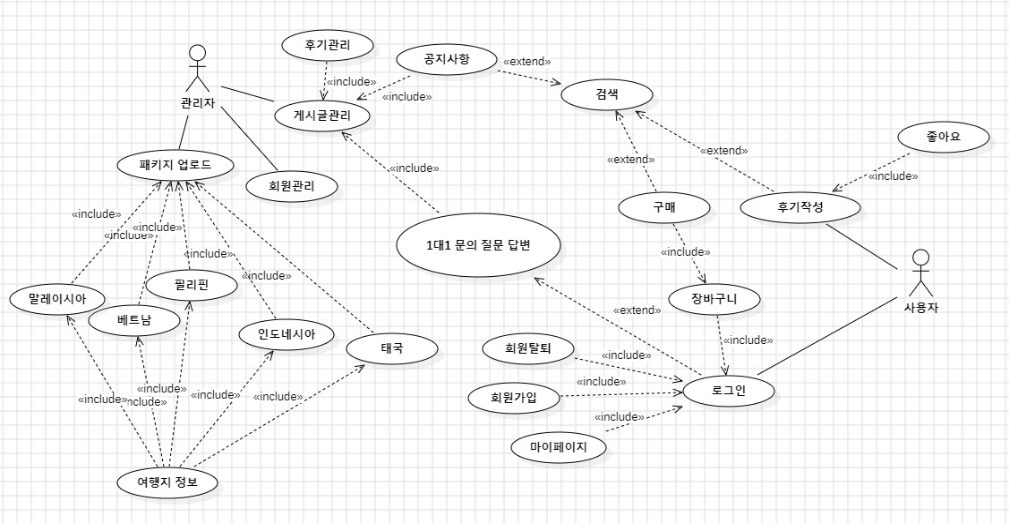 후기관리
공지사항
«extend»
«include»
«include»
검색
관리자
게시글관리
좋아요
«extend»
«extend»
«include»
«include»
패키지 업로드
회원관리
구매
후기작성
«include»
«include»
1대1 문의 질문 답변
«include»
«include»
«include»
필리핀
말레이시아
장바구니
사용자
베트남
«extend»
인도네시아
태국
«include»
회원탈퇴
«include»
«include»
로그인
«include»
«include»
«include»
회원가입
«include»
nclude»
«include»
마이페이지
여행지 정보